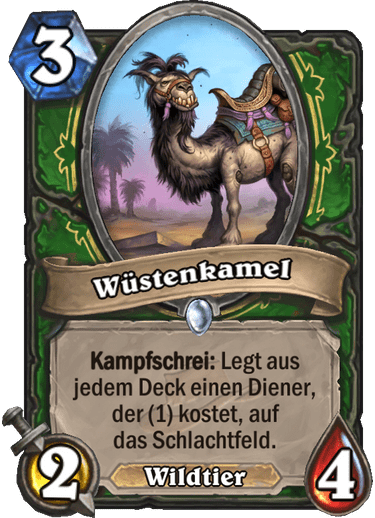 3
Wüstenkamel
Kampfschrei: Legt aus
jedem Deck einen Diener,
der (1) kostet, auf
das Schlachtfeld.
2
Wildtier
4